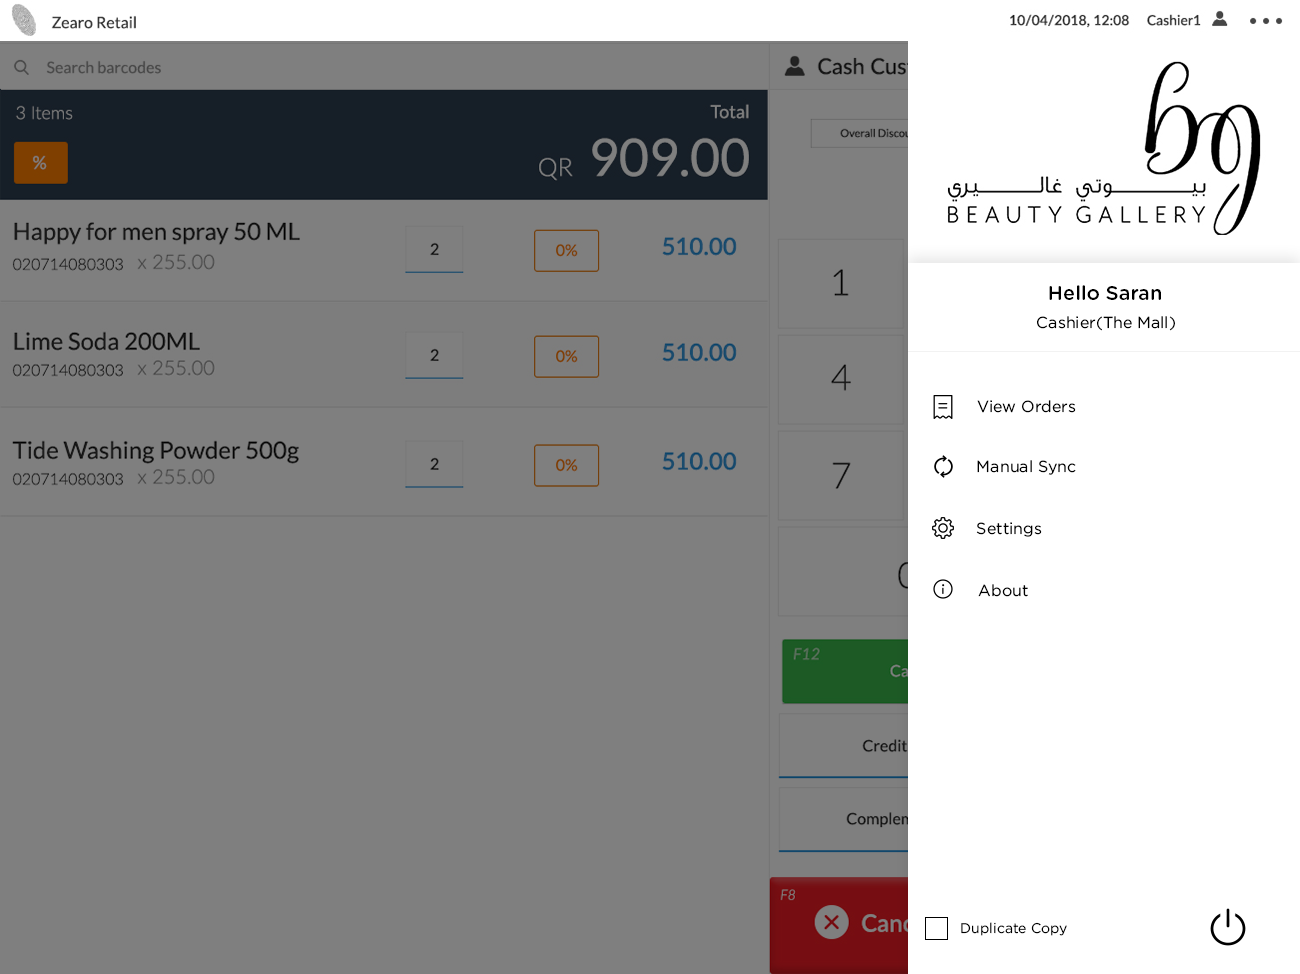 Zearo Retail
10/04/2018, 12:08 Cashier1
Search barcodes
Cash Cus
3 Items
Total
%
QR 909.00
Overall Discou
Happy for men spray 50 ML
020714080303 x 255.00
2
0%
510.00
Lime Soda 200ML
020714080303 x 255.00
2
0%
510.00
Tide Washing Powder 500g
020714080303 x 255.00
2
0%
510.00
1
4
7
0
F12
Ca
Credit
Complem
F8
Canc
bg
بيـــوتي غالـــيري
BEAUTY GALLERY
Hello Saran
Cashier(The Mall)
View Orders
Manual Sync
Settings
About
Duplicate Copy